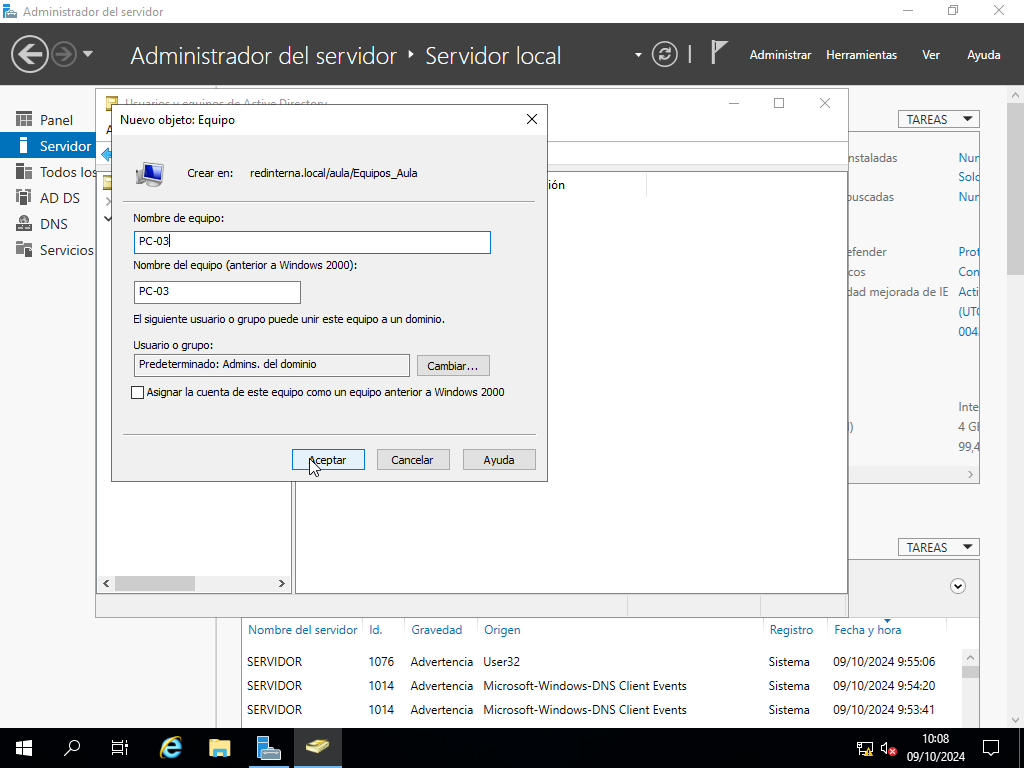 Administrador del servidor
Administrador del servidor
Servidor local
Administrar
Herramientas
Ver
Ayuda
Panel
Servidor
Todos los
AD DS
DNS
Servicios
Usuarios y equipos de Active Directory
Nuevo objeto: Equipo
Crear en:
redinterna.local/aula/Equipos_Aula
Nombre de equipo:
PC-03
Nombre del equipo (anterior a Windows 2000):
PC-03
El siguiente usuario o grupo puede unir este equipo a un dominio.
Usuario o grupo:
Predeterminado: Admins. del dominio
Cambiar...
Asignar la cuenta de este equipo como un equipo anterior a Windows 2000
Aceptar
Cancelar
Ayuda
ión
TAREAS
nstaladas
Nun
Solo
buscadas
Nun
efender
Prot
cos
Con
dad mejorada de IE
Acti
(UTC
004
Inte
4 GI
99,4
TAREAS
Nombre del servidor
Id.
Gravedad
Origen
Registro
Fecha y hora
SERVIDOR 1076 Advertencia User32 Sistema 09/10/2024 9:55:06
SERVIDOR 1014 Advertencia Microsoft-Windows-DNS Client Events Sistema 09/10/2024 9:54:20
SERVIDOR 1014 Advertencia Microsoft-Windows-DNS Client Events Sistema 09/10/2024 9:53:41
10:08
09/10/2024